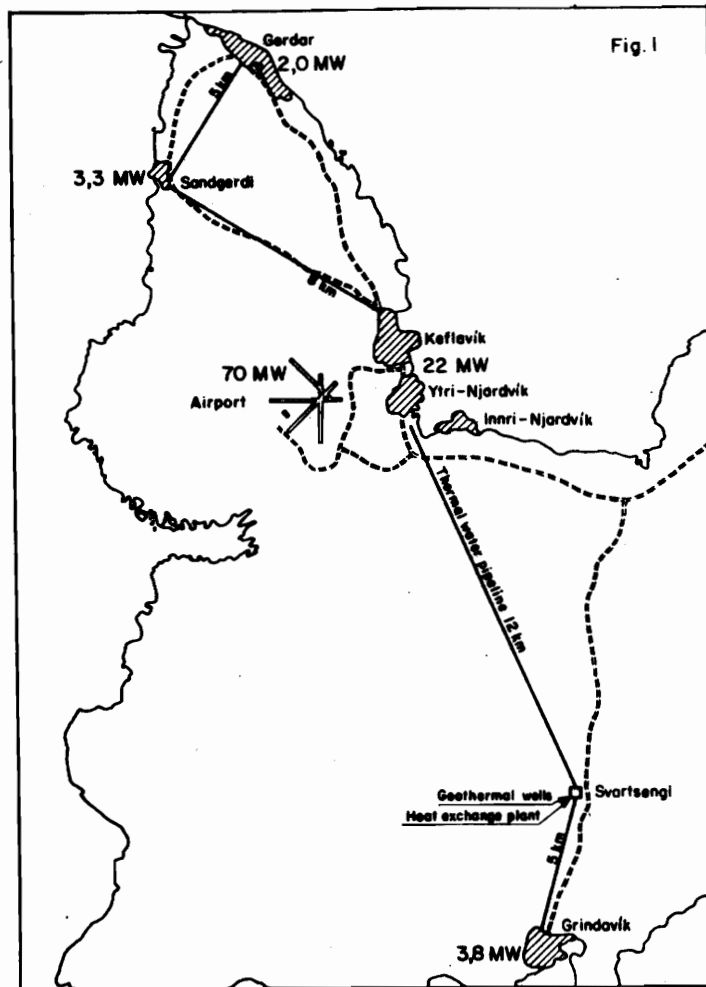 Fig. 1
Gerdar
2,0 MW
5 km
3,3 MW
Sandgerdi
8 km
Keflavík
22 MW
70 MW
Airport
Ytri-Njardvík
Innri-Njardvík
Thermal water pipeline 12 km
Geothermal wells
Svartsengi
Heat exchange plant
5 km
Grindavík
3,8 MW